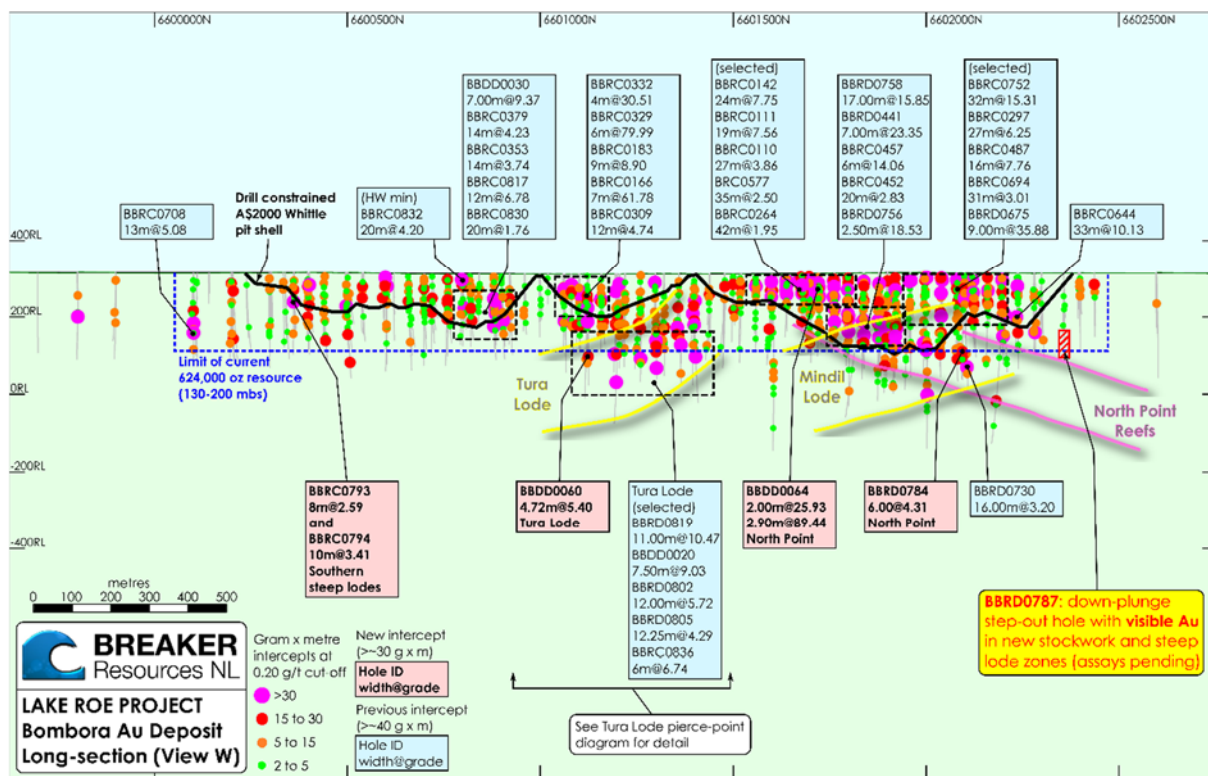 6600000N
6600500N
6601000N
6601500N
6602000N
6602500N
400RL
200RL
0RL
-200RL
-400RL
BBRC0708
13m@5.08
Drill constrained
A$2000 Whittle
pit shell
(HW min)
BBRC0832
20m@4.20
BBDD0030
7.00m@9.37
BBRC0379
14m@4.23
BBRC0353
14m@3.74
BBRC0817
12m@6.78
BBRC0830
20m@1.76
BBRC0332
4m@30.51
BBRC0329
6m@79.99
BBRC0183
9m@8.90
BBRC0166
7m@61.78
BBRC0309
12m@4.74
(selected)
BBRC0142
24m@7.75
BBRC0111
19m@7.56
BBRC0110
27m@3.86
BRC0577
35m@2.50
BBRC0264
42m@1.95
BBRD0758
17.00m@15.85
BBRD0441
7.00m@23.35
BBRC0457
6m@14.06
BBRC0452
20m@2.83
BBRD0756
2.50m@18.53
(selected)
BBRC0752
32m@15.31
BBRC0297
27m@6.25
BBRC0487
16m@7.76
BBRC0694
31m@3.01
BBRD0675
9.00m@35.88
BBRC0644
33m@10.13
Limit of current
624,000 oz resource
(130-200 mbs)
Tura
Lode
Mindil
Lode
North Point
Reefs
BBRC0793
8m@2.59
and
BBRC0794
10m@3.41
Southern
steep lodes
BBDD0060
4.72m@5.40
Tura Lode
Tura Lode
(selected)
BBRD0819
11.00m@10.47
BBDD0020
7.50m@9.03
BBRD0802
12.00m@5.72
BBRD0805
12.25m@4.29
BBRC0836
6m@6.74
BBDD0064
2.00m@25.93
2.90m@89.44
North Point
BBRD0784
6.00@4.31
North Point
BBRD0730
16.00m@3.20
BBRD0787: down-plunge
step-out hole with visible Au
in new stockwork and steep
lode zones (assays pending)
See Tura Lode pierce-point
diagram for detail
metres
0 100 200 300 400 500
BREAKER
Resources NL
LAKE ROE PROJECT
Bombora Au Deposit
Long-section (View W)
Gram x metre
intercepts at
0.20 g/t cut-off
>30
15 to 30
5 to 15
2 to 5
New intercept
(>~30 g x m)
Hole ID
width@grade
Previous intercept
(>~40 g x m)
Hole ID
width@grade